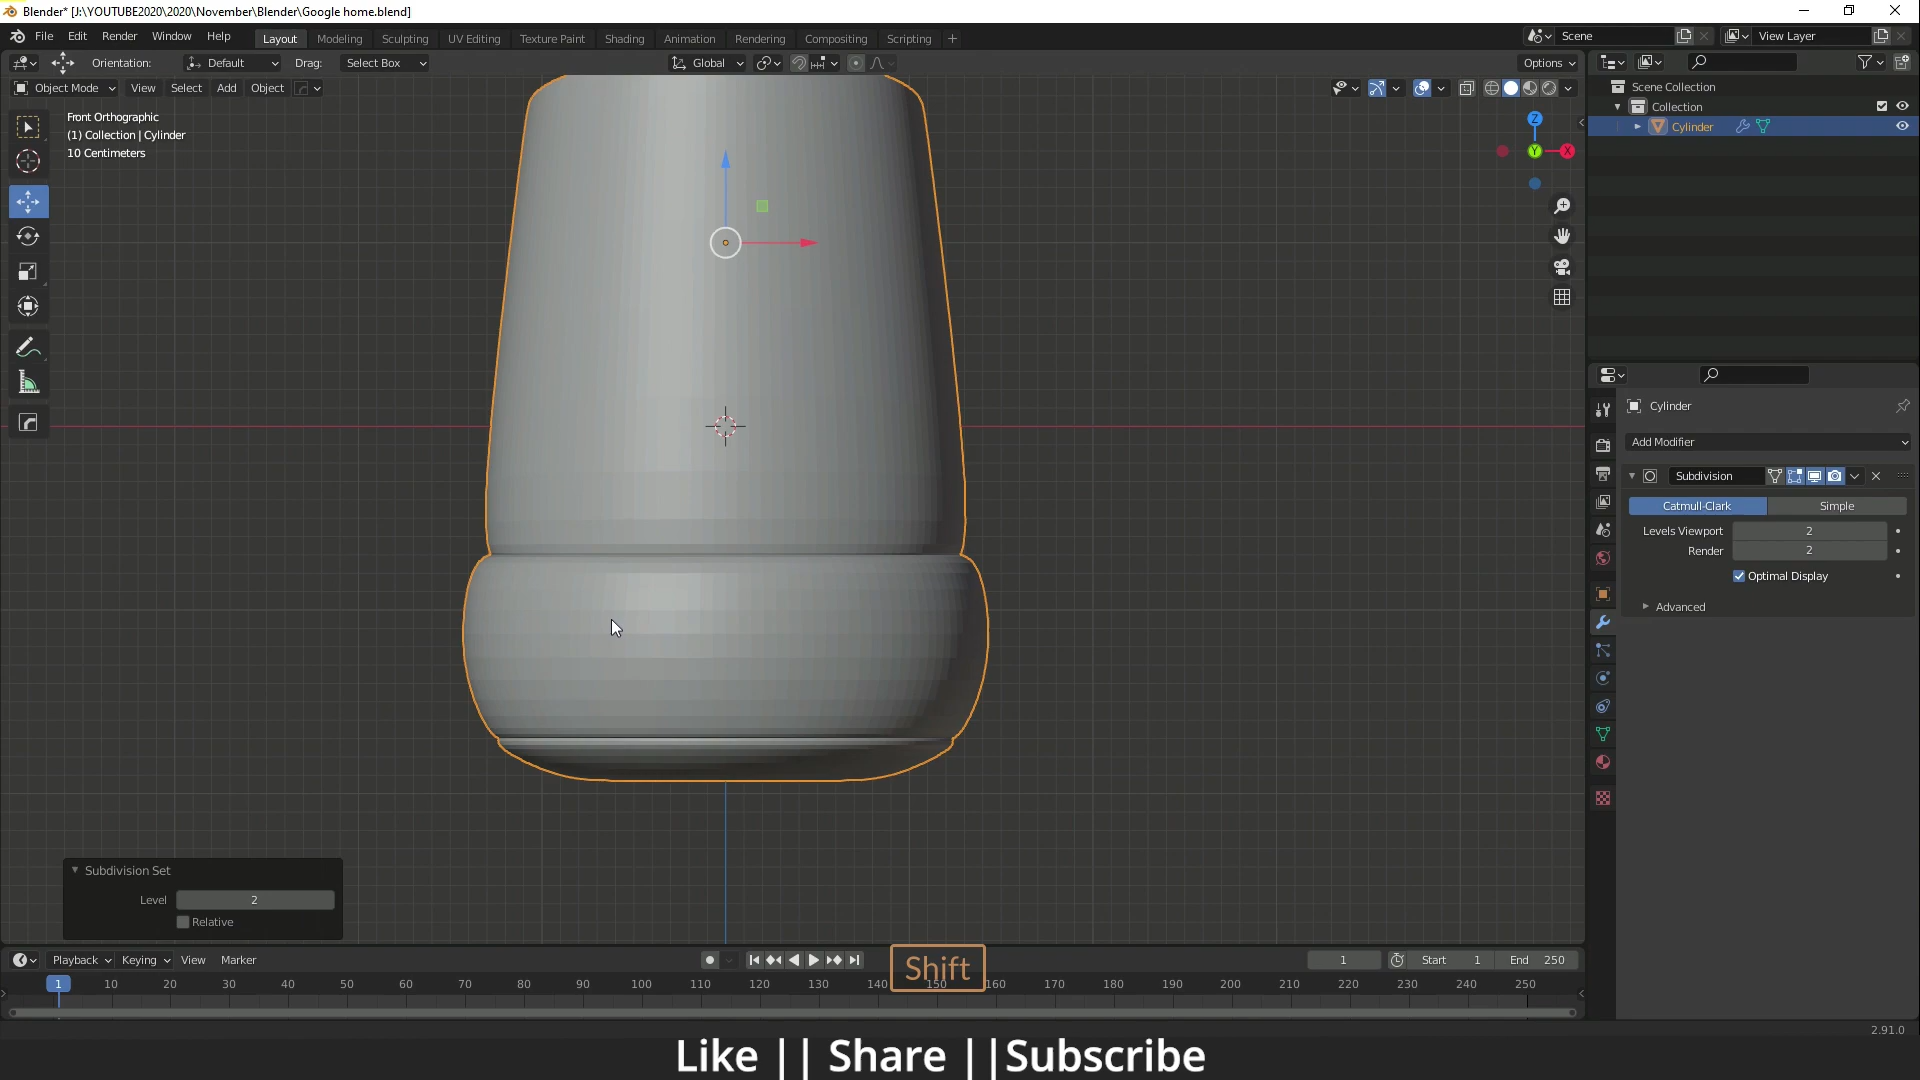 Blender* [J:\YOUTUBE2020\2020\November\Blender\Google home.blend]
File Edit Render Window Help Layout Modeling Sculpting UV Editing Texture Paint Shading Animation Rendering Compositing Scripting + Scene View Layer
Orientation: Default Drag: Select Box Global Options
Object Mode View Select Add Object
Front Orthographic
(1) Collection | Cylinder
10 Centimeters
Z
Y
X
Scene Collection
Collection
Cylinder
Cylinder
Add Modifier
Subdivision
Catmull-Clark Simple
Levels Viewport 2
Render 2
Optimal Display
Advanced
Subdivision Set
Level 2
Relative
Playback Keying View Marker 1 Start 1 End 250
Shift
1 10 20 30 40 50 60 70 80 90 100 110 120 130 140 150 160 170 180 190 200 210 220 230 240 250
2.91.0
Like || Share ||Subscribe